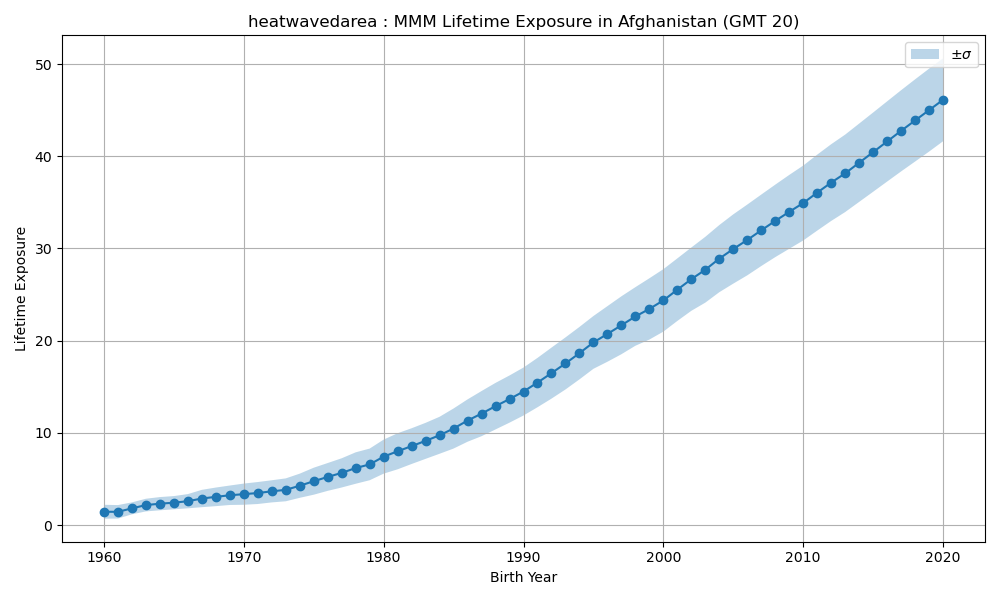 heatwavedarea : MMM Lifetime Exposure in Afghanistan (GMT 20)
±σ
Lifetime Exposure
50
40
30
20
10
0
1960 1970 1980 1990 2000 2010 2020
Birth Year